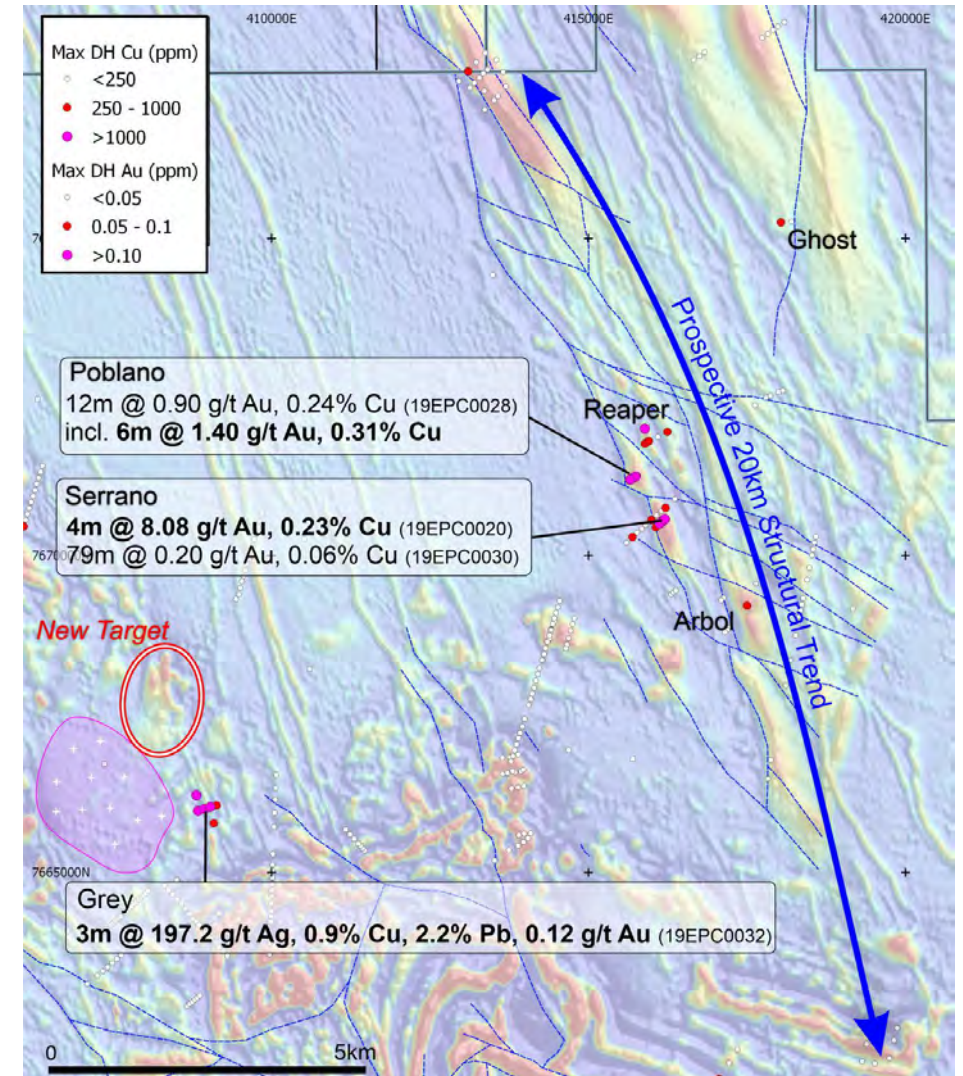 410000E
415000E
420000E
Max DH Cu (ppm)
<250
250 - 1000
>1000
Max DH Au (ppm)
<0.05
0.05 - 0.1
>0.10
Ghost
Prospective 20km Structural Trend
Poblano
12m @ 0.90 g/t Au, 0.24% Cu (19EPC0028)
incl. 6m @ 1.40 g/t Au, 0.31% Cu
Reaper
Serrano
4m @ 8.08 g/t Au, 0.23% Cu (19EPC0020)
79m @ 0.20 g/t Au, 0.06% Cu (19EPC0030)
Arbol
New Target
7665000N
Grey
3m @ 197.2 g/t Ag, 0.9% Cu, 2.2% Pb, 0.12 g/t Au (19EPC0032)
0
5km